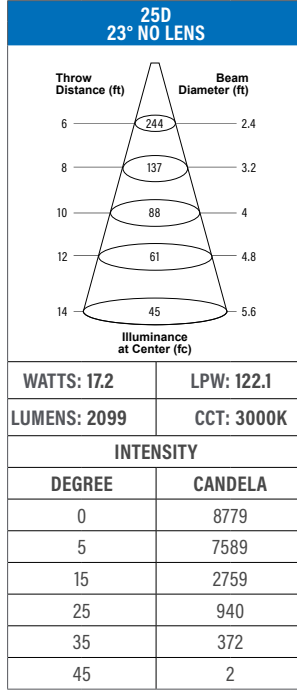 25D
23° NO LENS
Throw Beam
Distance (ft) Diameter (ft)
6 244 2.4
8 137 3.2
10 88 4
12 61 4.8
14 45 5.6
Illuminance
at Center (fc)
WATTS: 17.2 LPW: 122.1
LUMENS: 2099 CCT: 3000K
INTENSITY
DEGREE CANDELA
0 8779
5 7589
15 2759
25 940
35 372
45 2